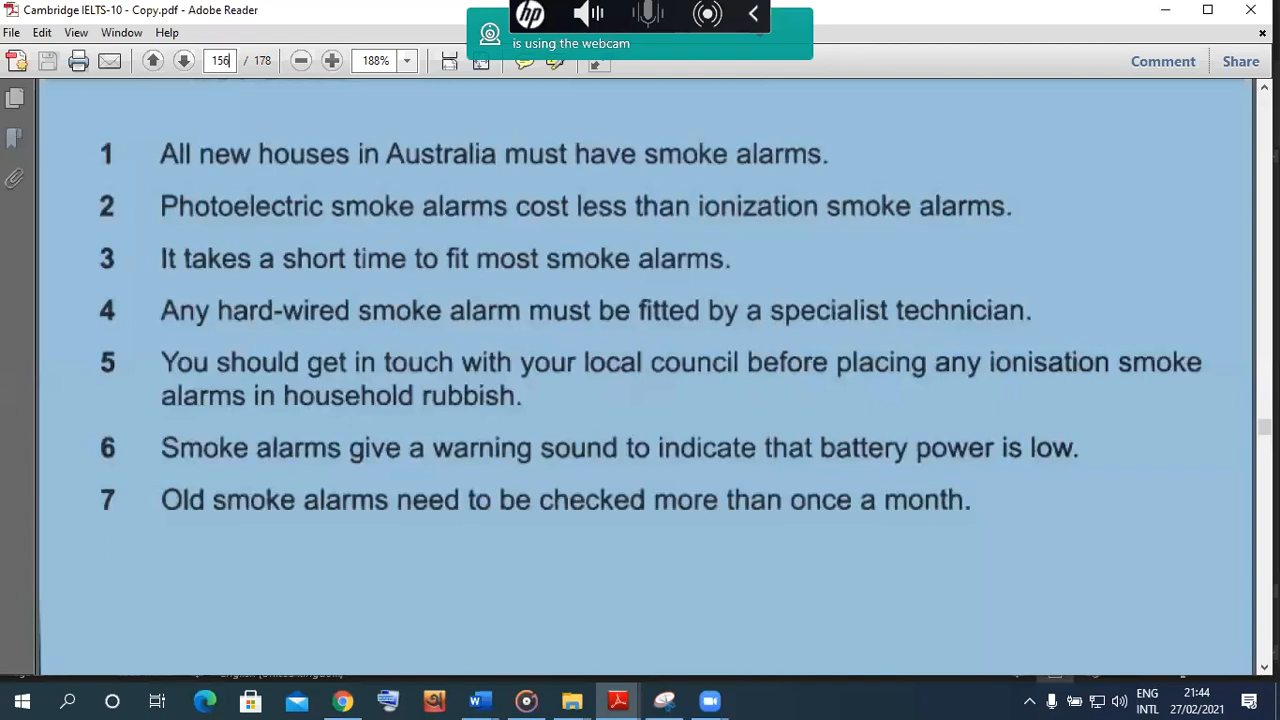 Cambridge IELTS-10 - Copy.pdf - Adobe Reader
hp
is using the webcam
File Edit View Window Help
156 / 178 188% Comment Share
1 All new houses in Australia must have smoke alarms.
2 Photoelectric smoke alarms cost less than ionization smoke alarms.
3 It takes a short time to fit most smoke alarms.
4 Any hard-wired smoke alarm must be fitted by a specialist technician.
5 You should get in touch with your local council before placing any ionisation smoke
alarms in household rubbish.
6 Smoke alarms give a warning sound to indicate that battery power is low.
7 Old smoke alarms need to be checked more than once a month.
ENG 21:44
INTL 27/02/2021